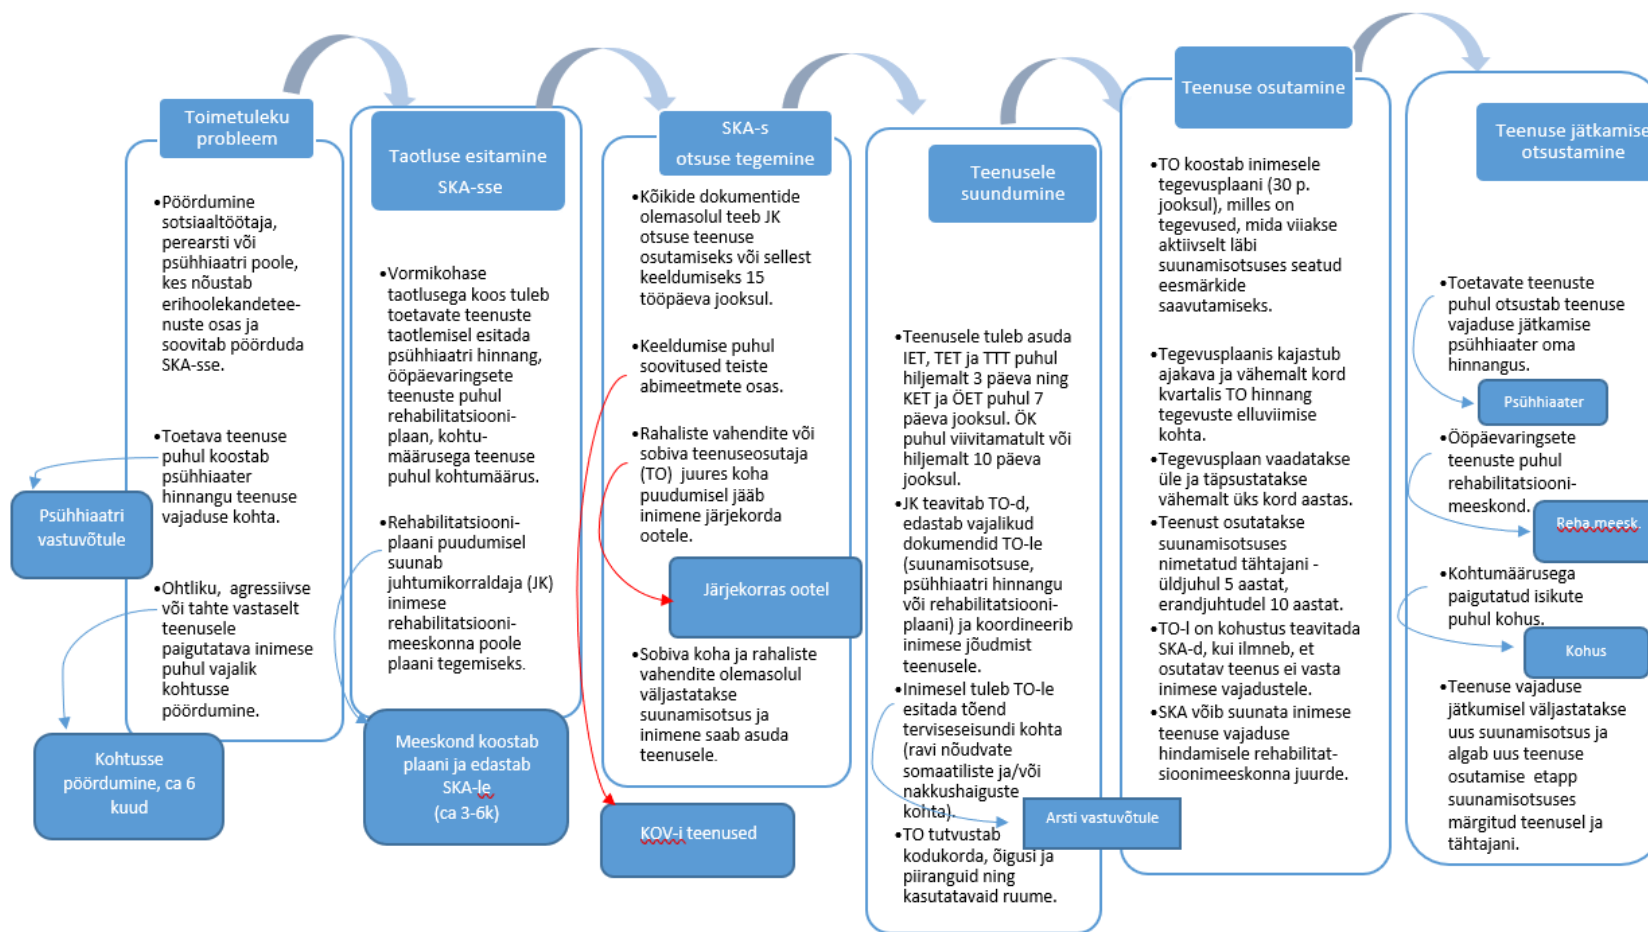 Toimetuleku
probleem
•Pöördumine
sotsiaaltöötaja,
perearsti või
psühhiaatri poole,
kes nõustab
erihoolekandetee-
nuste osas ja
soovitab pöörduda
SKA-sse.
•Toetava teenuse
puhul koostab
psühhiaater
hinnangu teenuse
vajaduse kohta.
Psühhiaatri
vastuvõtule
•Ohtliku, agressiivse
või tahte vastaselt
teenusele
paigutatava inimese
puhul vajalik
kohtusse
pöördumine.
Kohtusse
pöördumine, ca 6
kuud
Taotluse esitamine
SKA-sse
•Vormikohase
taotlusega koos tuleb
toetavate teenuste
taotlemisel esitada
psühhiaatri hinnang,
ööpäevaringsete
teenuste puhul
rehabilitatsiooni-
plaan, kohtu-
määrusega teenuse
puhul kohtumäärus.
•Rehabilitatsiooni-
plaani puudumisel
suunab
juhtumikorraldaja (JK)
inimese
rehabilitatsiooni-
meeskonna poole
plaani tegemiseks.
Meeskond koostab
plaani ja edastab
SKA-le
(ca 3-6k)
SKA-s
otsuse tegemine
•Kõikide dokumentide
olemasolul teeb JK
otsuse teenuse
osutamiseks või sellest
keeldumiseks 15
tööpäeva jooksul.
•Keeldumise puhul
soovitused teiste
abimeetmete osas.
•Rahaliste vahendite või
sobiva teenuseosutaja
(TO) juures koha
puudumisel jääb
inimene järjekorda
ootele.
Järjekorras ootel
•Sobiva koha ja rahaliste
vahendite olemasolul
väljastatakse
suunamisotsus ja
inimene saab asuda
teenusele.
KOV-i teenused
Teenusele
suundumine
•Teenusele tuleb asuda
IET, TET ja TTT puhul
hiljemalt 3 päeva ning
KET ja ÖET puhul 7
päeva jooksul. ÖK
puhul viivitamatult või
hiljemalt 10 päeva
jooksul.
•JK teavitab TO-d,
edastab vajalikud
dokumendid TO-le
(suunamisotsuse,
psühhiaatri hinnangu
või rehabilitatsiooni-
plaani) ja koordineerib
inimese jõudmist
teenusele.
•Inimesel tuleb TO-le
esitada tõend
terviseseisundi kohta
(ravi nõudvate
somaatiliste ja/või
nakkushaiguste
kohta).
Arsti vastuvõtule
•TO tutvustab
kodukorda, õigusi ja
piiranguid ning
kasutatavaid ruume.
Teenuse osutamine
•TO koostab inimesele
tegevusplaani (30 p.
jooksul), milles on
tegevused, mida viiakse
aktiivselt läbi
suunamisotsuses seatud
eesmärkide
saavutamiseks.
•Tegevusplaanis kajastub
ajakava ja vähemalt kord
kvartalis TO hinnang
tegevuste elluviimise
kohta.
•Tegevusplaan vaadatakse
üle ja täpsustatakse
vähemalt üks kord aastas.
•Teenust osutatakse
suunamisotsuses
nimetatud tähtajani -
üldjuhul 5 aastat,
erandjuhtudel 10 aastat.
•TO-l on kohustus teavitada
SKA-d, kui ilmneb, et
osutatav teenus ei vasta
inimese vajadustele.
•SKA võib suunata inimese
teenuse vajaduse
hindamisele rehabilitat-
sioonimeeskonna juurde.
Teenuse jätkamise
otsustamine
•Toetavate teenuste
puhul otsustab teenuse
vajaduse jätkamise
psühhiaater oma
hinnangus.
Psühhiaater
•Ööpäevaringsete
teenuste puhul
rehabilitatsiooni-
meeskond.
Reha.meesk.
•Kohtumäärusega
paigutatud isikute
puhul kohus.
Kohus
•Teenuse vajaduse
jätkumisel väljastatakse
uus suunamisotsus ja
algab uus teenuse
osutamise etapp
suunamisotsuses
märgitud teenusel ja
tähtajani.